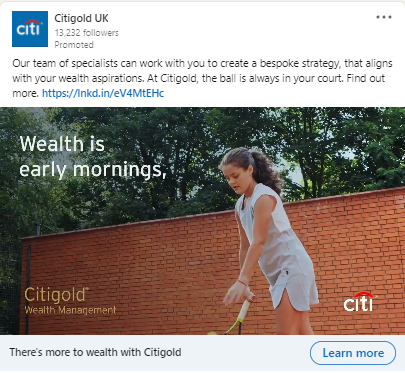 citi
Citigold UK
13,232 followers
Promoted
Our team of specialists can work with you to create a bespoke strategy, that aligns
with your wealth aspirations. At Citigold, the ball is always in your court. Find out
more. https://lnkd.in/eV4MtEHc
Wealth is
early mornings,
Citigold®
Wealth Management
citi
There's more to wealth with Citigold
Learn more